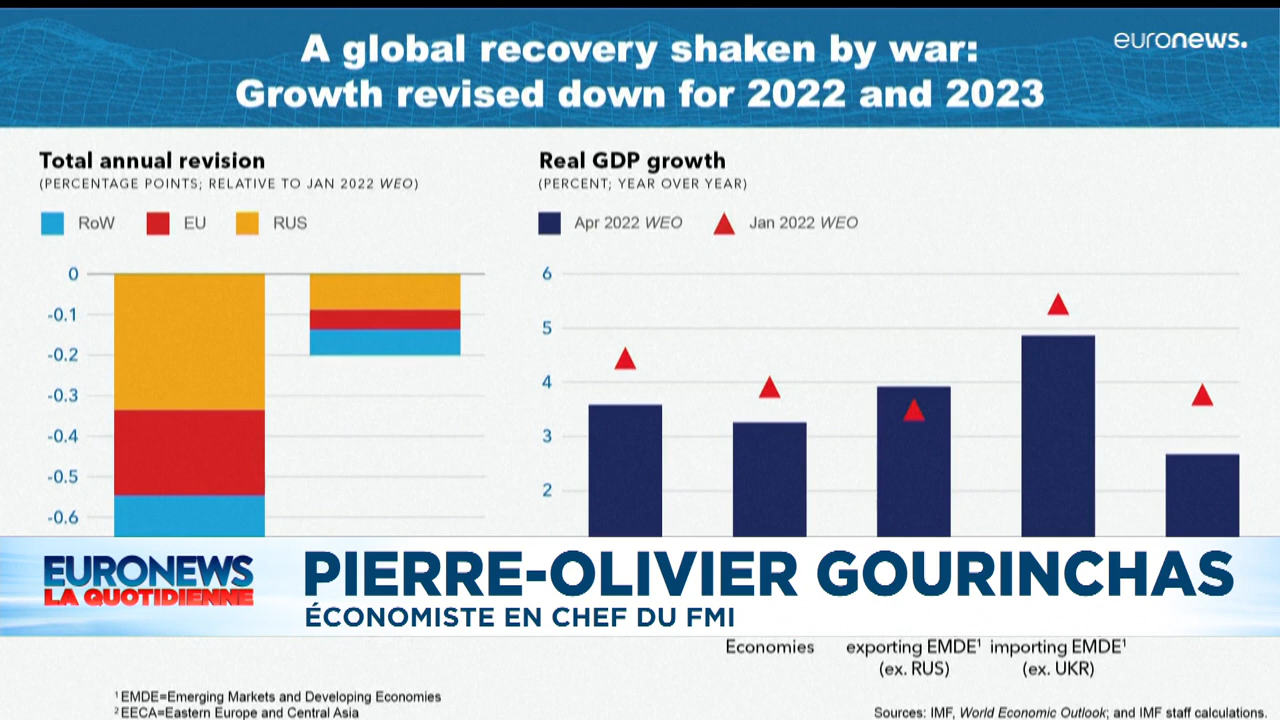 A global recovery shaken by war:
euronews.
Growth revised down for 2022 and 2023
Total annual revision
(PERCENTAGE POINTS; RELATIVE TO JAN 2022 WEO)
RoW EU RUS
0
-0.1
-0.2
-0.3
-0.4
-0.5
-0.6
Real GDP growth
(PERCENT; YEAR OVER YEAR)
Apr 2022 WEO Jan 2022 WEO
6
5
4
3
2
EURONEWS
LA QUOTIDIENNE
PIERRE-OLIVIER GOURINCHAS
ÉCONOMISTE EN CHEF DU FMI
Economies exporting EMDE¹ importing EMDE¹
(ex. RUS) (ex. UKR)
¹ EMDE=Emerging Markets and Developing Economies
² EECA=Eastern Europe and Central Asia
Sources: IMF, World Economic Outlook; and IMF staff calculations.